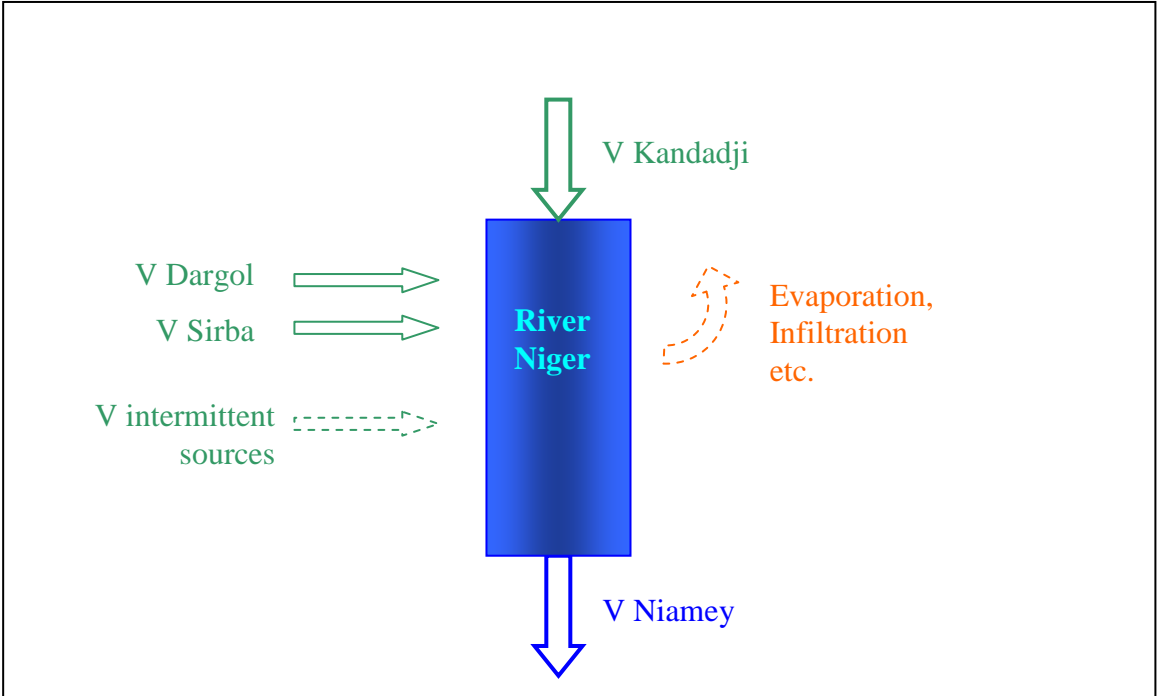 V Kandadji
V Dargol
V Sirba
V intermittent
sources
River
Niger
Evaporation,
Infiltration
etc.
V Niamey